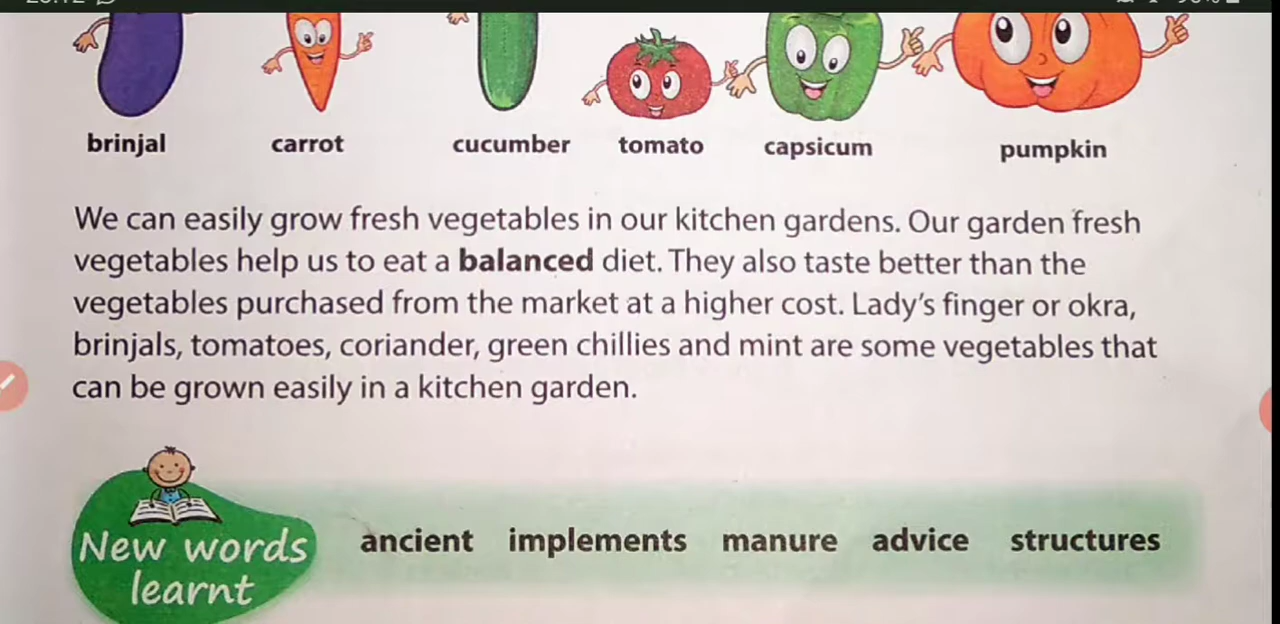 brinjal carrot cucumber tomato capsicum pumpkin
We can easily grow fresh vegetables in our kitchen gardens. Our garden fresh
vegetables help us to eat a balanced diet. They also taste better than the
vegetables purchased from the market at a higher cost. Lady's finger or okra,
brinjals, tomatoes, coriander, green chillies and mint are some vegetables that
can be grown easily in a kitchen garden.
New words
learnt
ancient implements manure advice structures